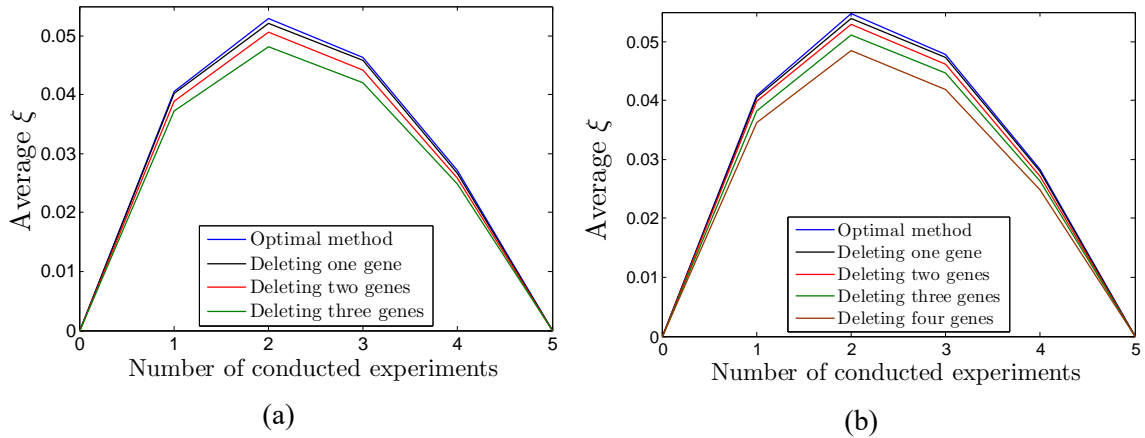 0.05
0.04
0.03
0.02
0.01
0
Average ξ
Optimal method
Deleting one gene
Deleting two genes
Deleting three genes
0 1 2 3 4 5
Number of conducted experiments
(a)
0.05
0.04
0.03
0.02
0.01
0
Average ξ
Optimal method
Deleting one gene
Deleting two genes
Deleting three genes
Deleting four genes
0 1 2 3 4 5
Number of conducted experiments
(b)